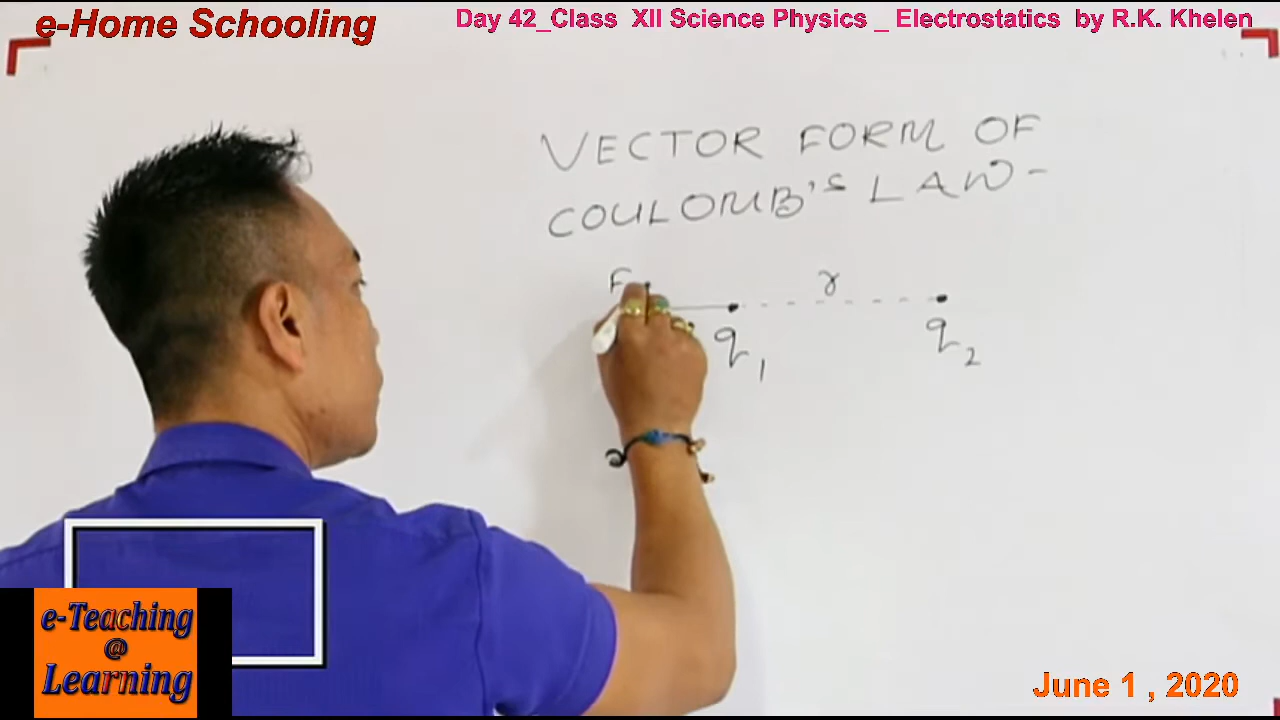 e-Home Schooling
Day 42_Class XII Science Physics _ Electrostatics by R.K. Khelen
VECTOR FORM OF
COULOMB'S LAW-
F
r
q1
q2
e-Teaching
@
Learning
June 1 , 2020